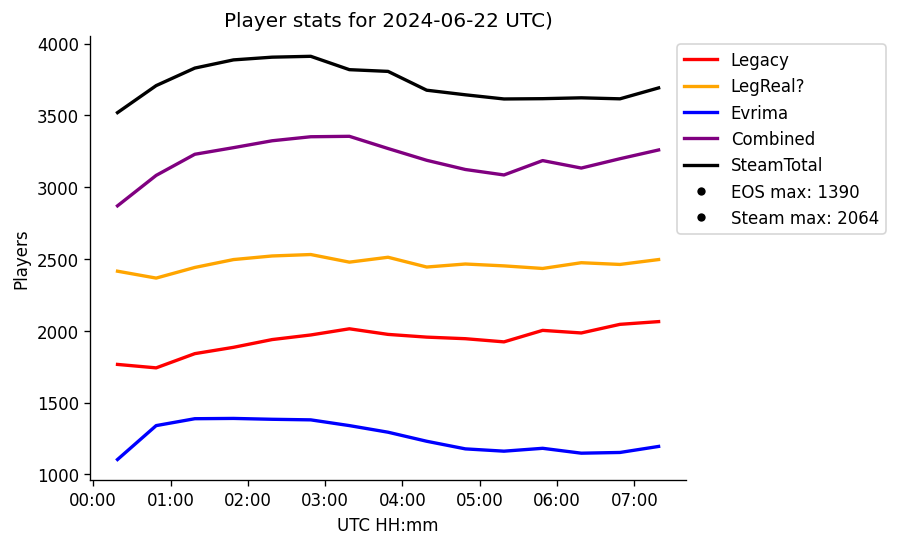 Player stats for 2024-06-22 UTC)
4000
3500
3000
2500
2000
1500
1000
Players
00:00 01:00 02:00 03:00 04:00 05:00 06:00 07:00
UTC HH:mm
Legacy
LegReal?
Evrima
Combined
SteamTotal
EOS max: 1390
Steam max: 2064